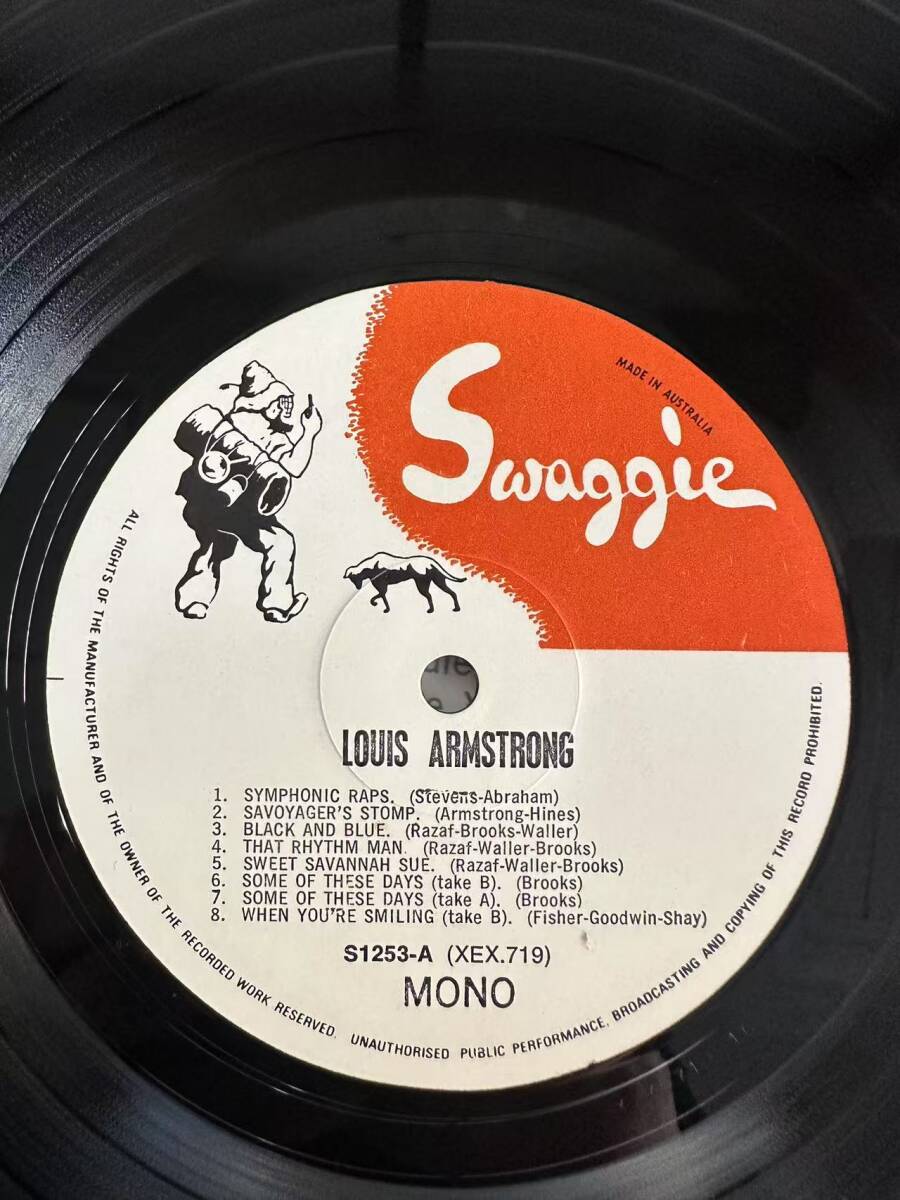 Swaggie
MADE IN AUSTRALIA
LOUIS ARMSTRONG
1. SYMPHONIC RAPS. (Stevens-Abraham)
2. SAVOYAGER'S STOMP. (Armstrong-Hines)
3. BLACK AND BLUE. (Razaf-Brooks-Waller)
4. THAT RHYTHM MAN. (Razaf-Waller-Brooks)
5. SWEET SAVANNAH SUE. (Razaf-Waller-Brooks)
6. SOME OF THESE DAYS (take B). (Brooks)
7. SOME OF THESE DAYS (take A). (Brooks)
8. WHEN YOU'RE SMILING (take B). (Fisher-Goodwin-Shay)
S1253-A (XEX.719)
MONO
ALL RIGHTS OF THE MANUFACTURER AND OF THE OWNER OF THE RECORDED WORK RESERVED. UNAUTHORISED PUBLIC PERFORMANCE, BROADCASTING AND COPYING OF THIS RECORD PROHIBITED.